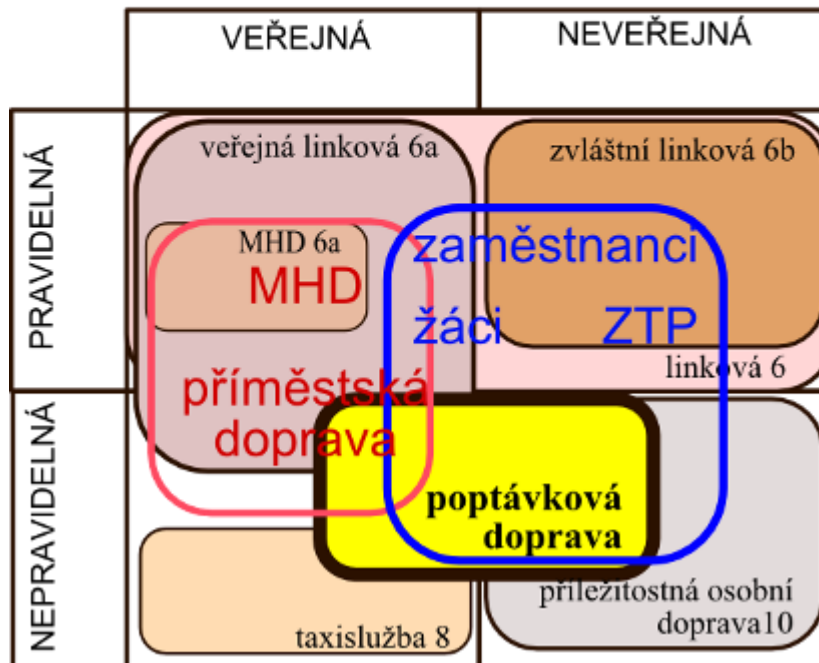 VEŘEJNÁ
NEVEŘEJNÁ
PRAVIDELNÁ
veřejná linková 6a
zvláštní linková 6b
MHD 6a
MHD
zaměstnanci
žáci
ZTP
linková 6
příměstská
doprava
NEPRAVIDELNÁ
poptávková
doprava
taxislužba 8
příležitostná osobní
doprava10